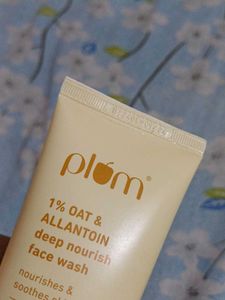 plum®
1% OAT &
ALLANTOIN
deep nourish
face wash
nourishes &